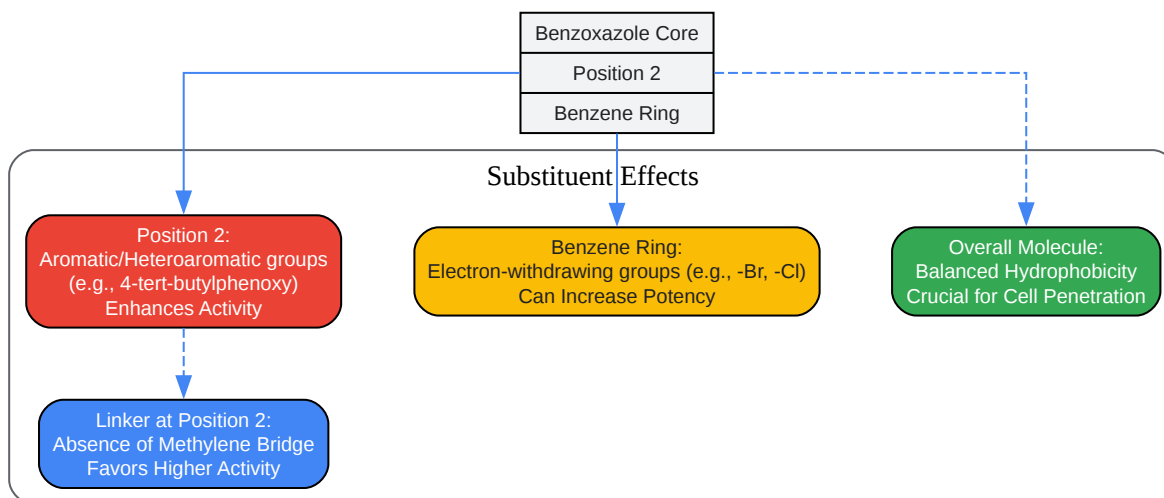 Benzoxazole Core
Position 2
Benzene Ring
Substituent Effects
Position 2:
Aromatic/Heteroaromatic groups
(e.g., 4-tert-butylphenoxy)
Enhances Activity
Benzene Ring:
Electron-withdrawing groups (e.g., -Br, -Cl)
Can Increase Potency
Overall Molecule:
Balanced Hydrophobicity
Crucial for Cell Penetration
Linker at Position 2:
Absence of Methylene Bridge
Favors Higher Activity